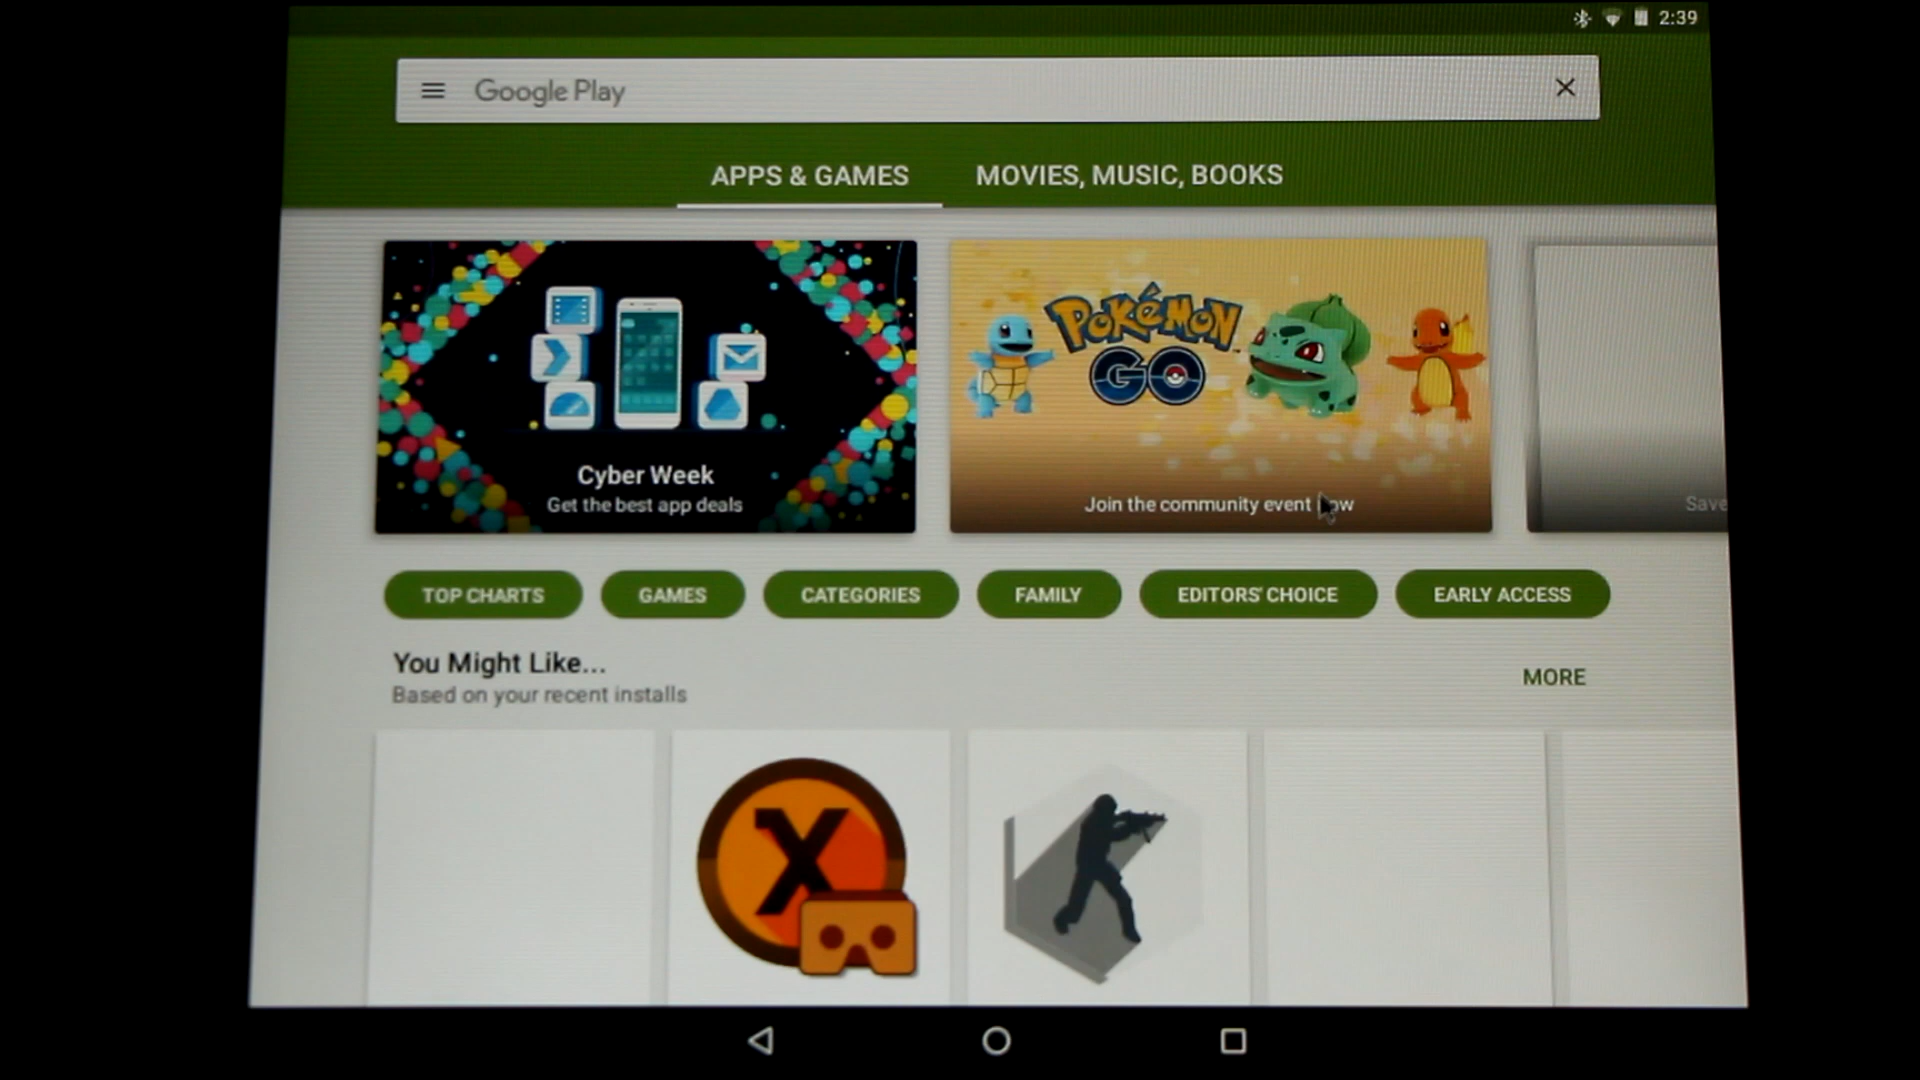 2:39
Google Play
APPS & GAMES
MOVIES, MUSIC, BOOKS
POKÉMON
GO
Cyber Week
Get the best app deals
Join the community event
Save
TOP CHARTS
GAMES
CATEGORIES
FAMILY
EDITORS' CHOICE
EARLY ACCESS
You Might Like...
Based on your recent installs
MORE
X